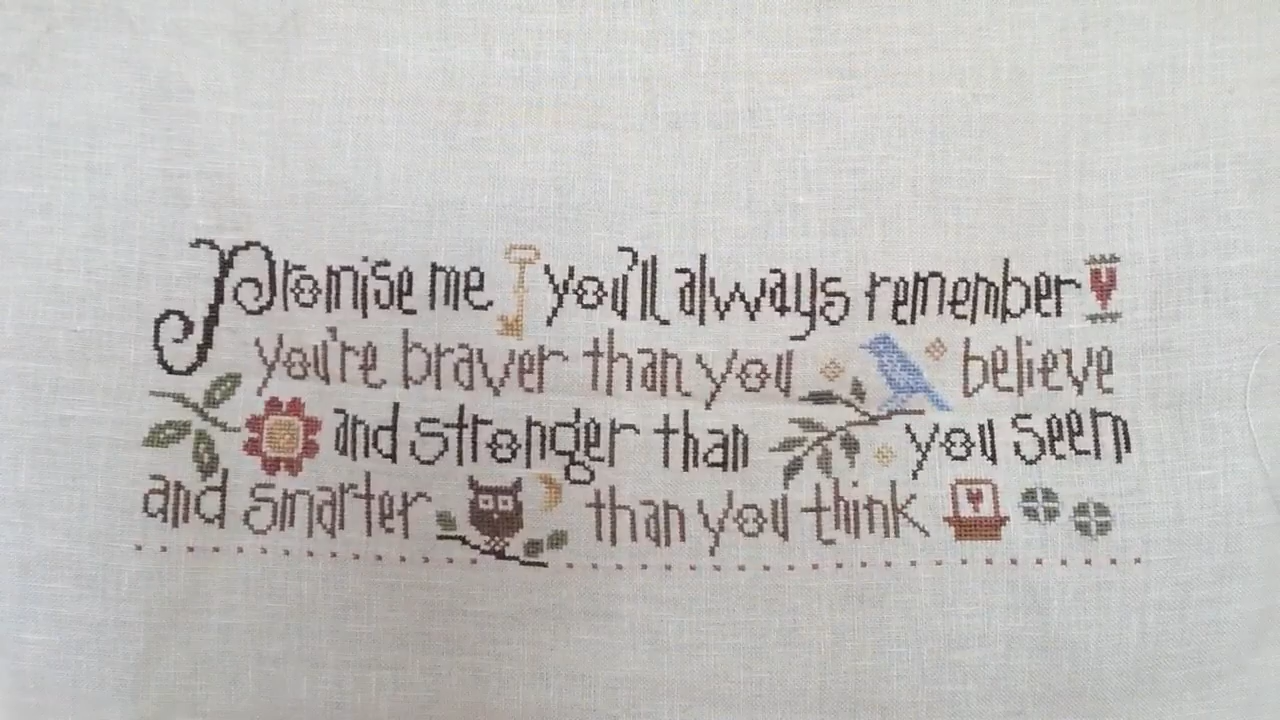 Promise me you'll always remember
you're braver than you believe
and stronger than you seem
and smarter than you think